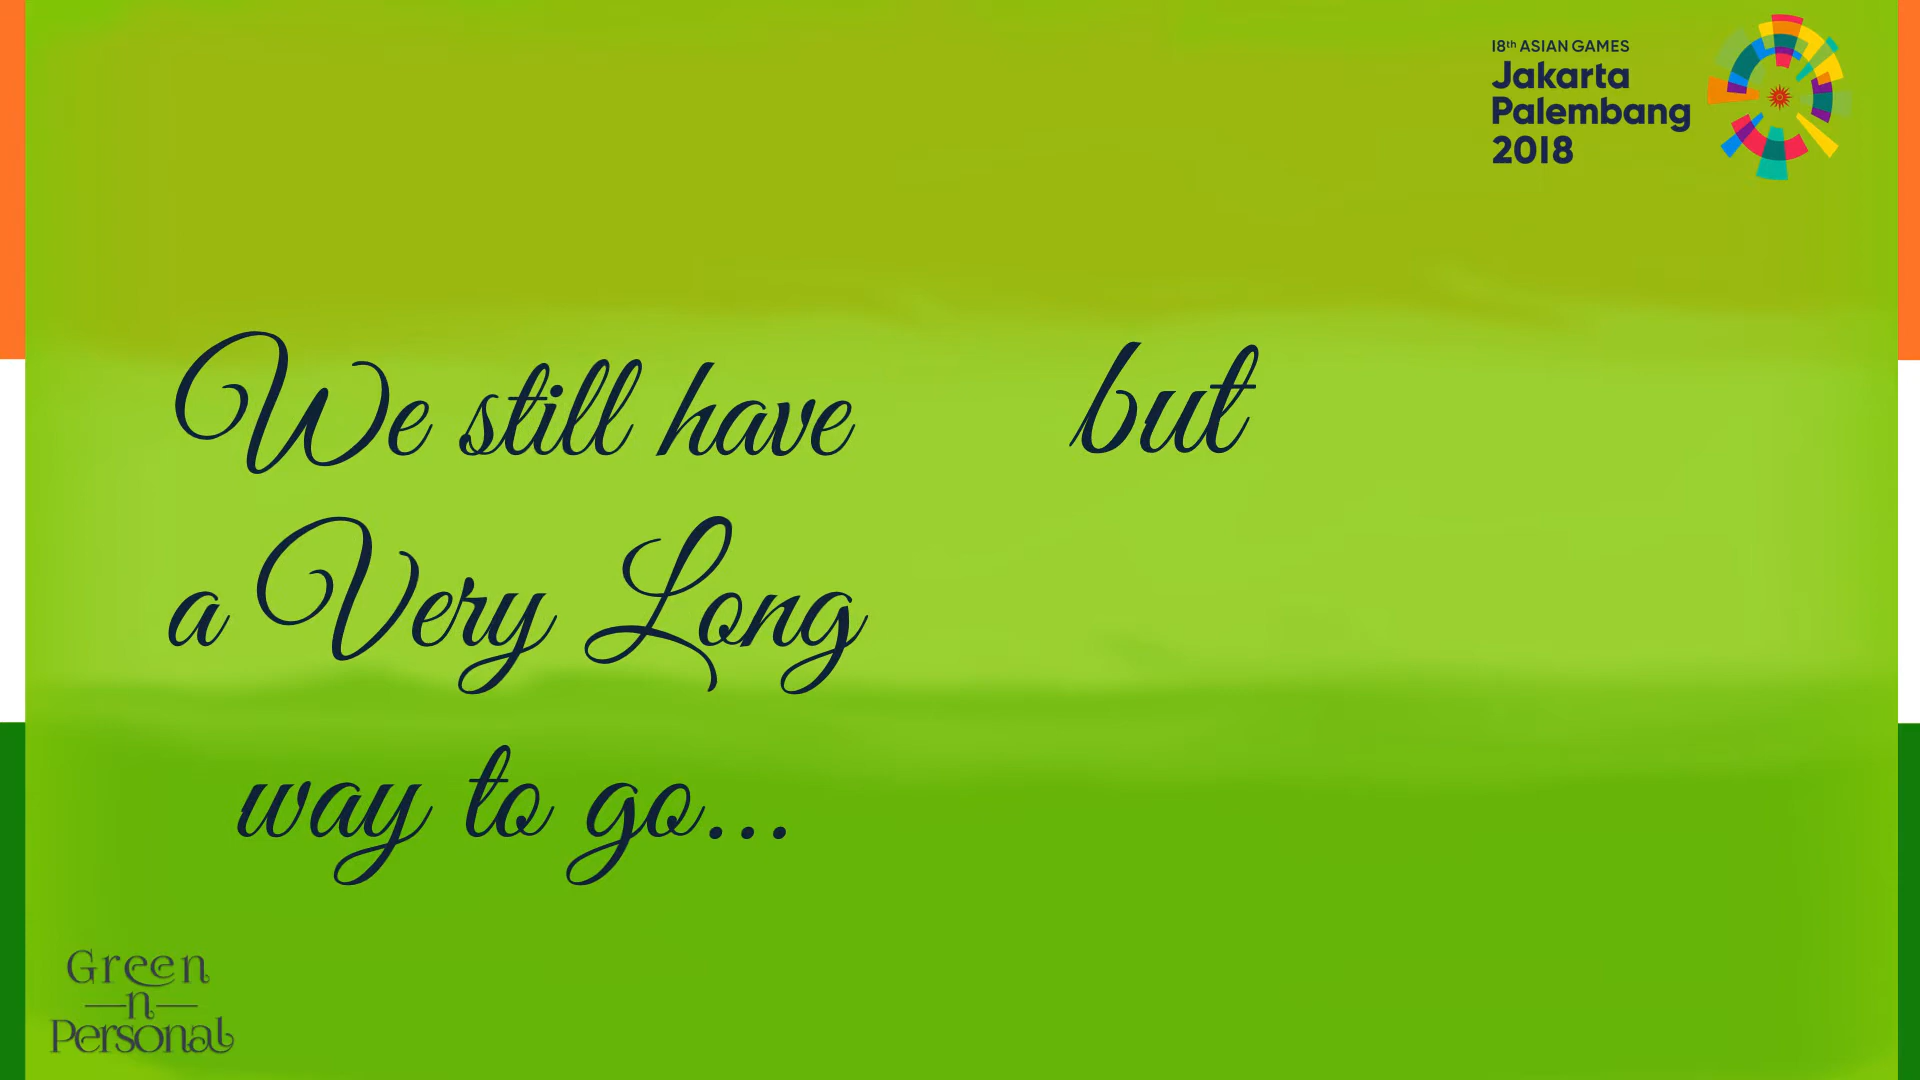 18th ASIAN GAMES
Jakarta
Palembang
2018
We still have
a Very Long
way to go...
but
Green
n
Personal